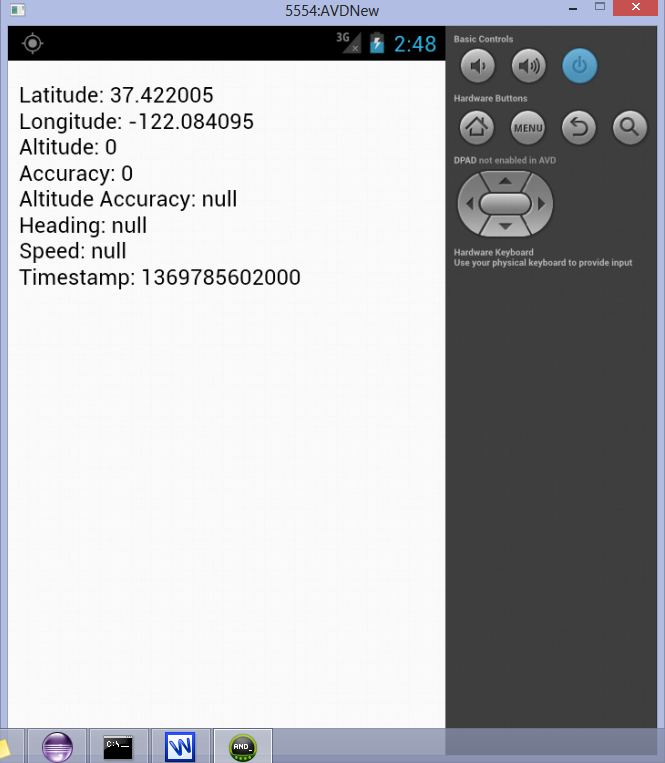 5554:AVDNew
3G
2:48
Latitude: 37.422005
Longitude: -122.084095
Altitude: 0
Accuracy: 0
Altitude Accuracy: null
Heading: null
Speed: null
Timestamp: 1369785602000
Basic Controls
Hardware Buttons
MENU
DPAD not enabled in AVD
Hardware Keyboard
Use your physical keyboard to provide input
C:\_
W
AND_